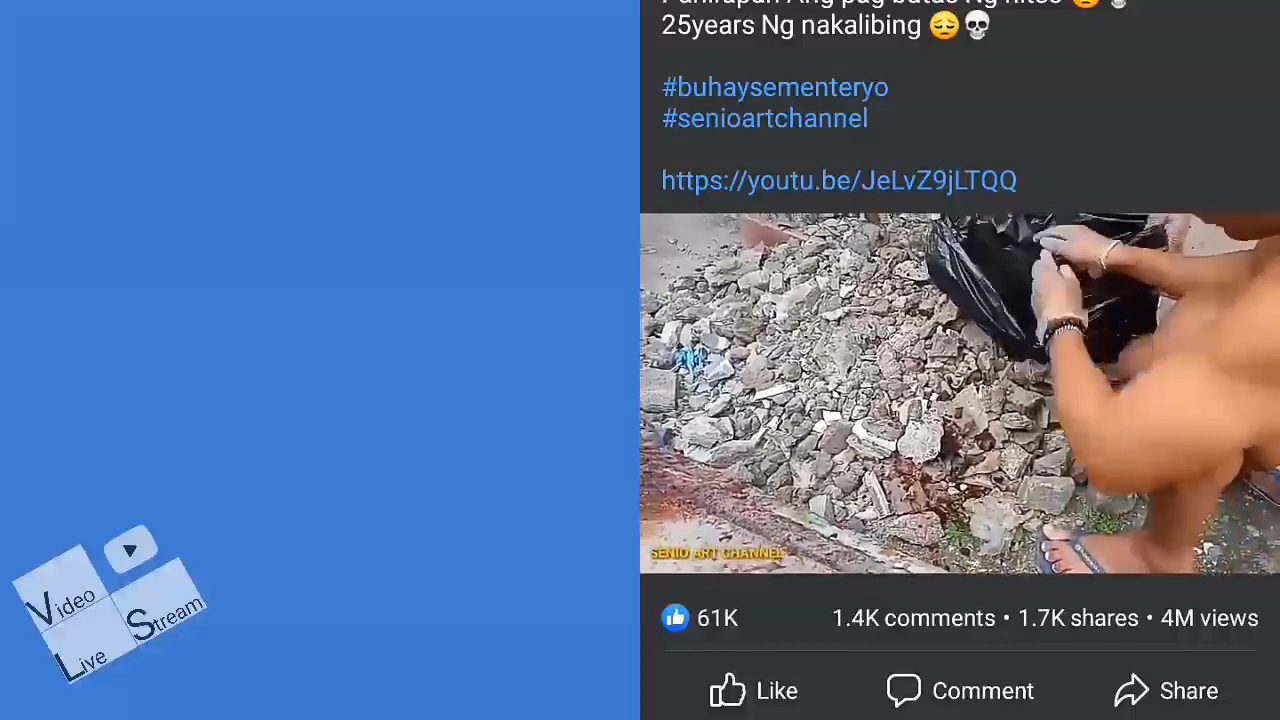 25years Ng nakalibing 😔💀
#buhaysementeryo
#senioartchannel
https://youtu.be/JeLvZ9jLTQQ
SENIO ART CHANNEL
61K
1.4K comments • 1.7K shares • 4M views
Like
Comment
Share
Video
Stream
Live